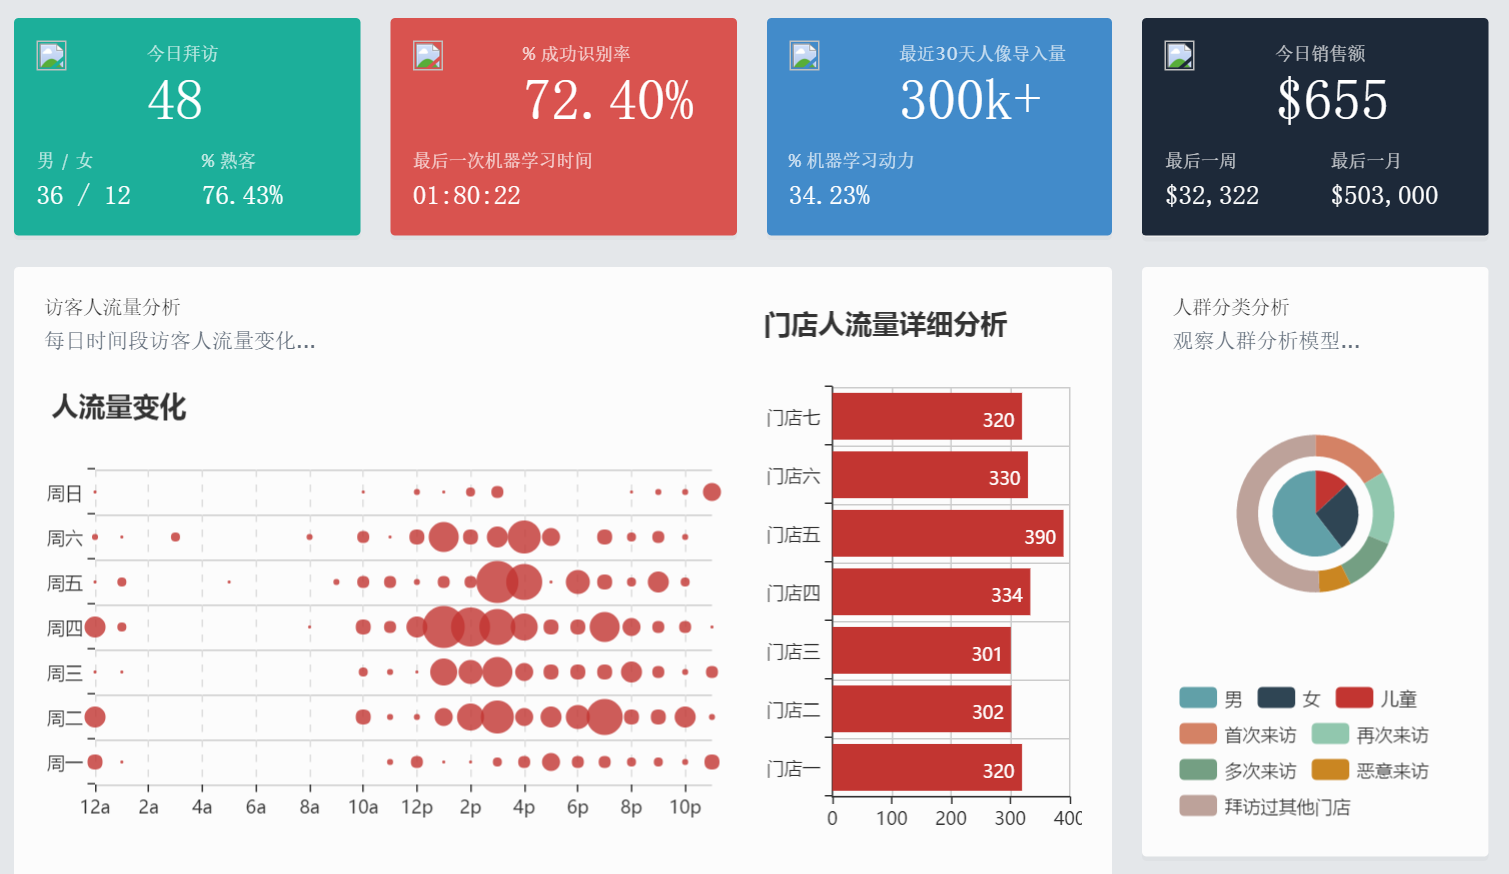 今日拜访
48
男 / 女
% 熟客
36 / 12
76.43%
% 成功识别率
72.40%
最后一次机器学习时间
01:80:22
最近30天人像导入量
300k+
% 机器学习动力
34.23%
今日销售额
$655
最后一周
最后一月
$32,322
$503,000
访客人流量分析
每日时间段访客人流量变化...
人流量变化
周日
周六
周五
周四
周三
周二
周一
12a 2a 4a 6a 8a 10a 12p 2p 4p 6p 8p 10p
门店人流量详细分析
门店七 320
门店六 330
门店五 390
门店四 334
门店三 301
门店二 302
门店一 320
0 100 200 300 400
人群分类分析
观察人群分析模型...
男 女 儿童
首次来访 再次来访
多次来访 恶意来访
拜访过其他门店